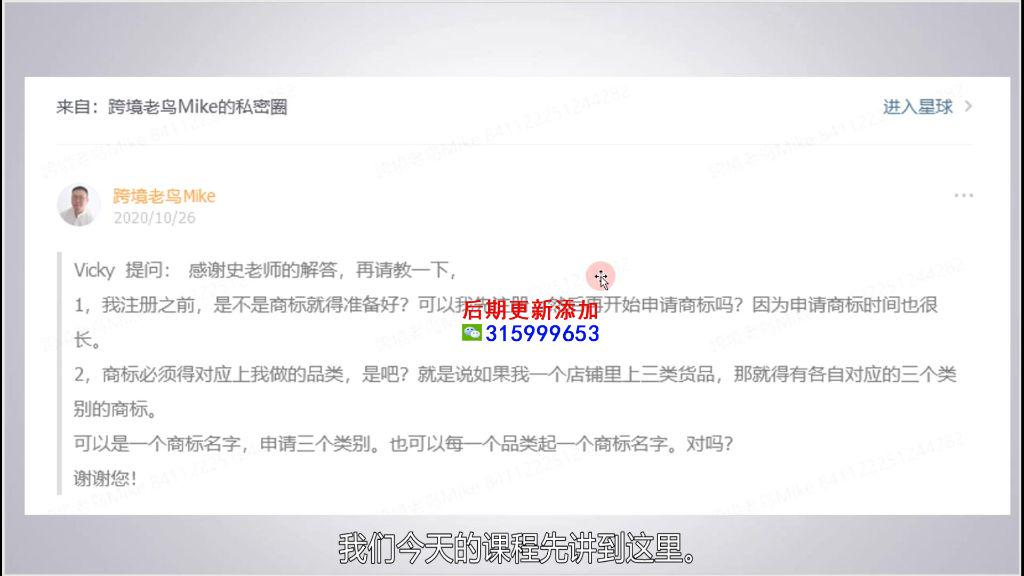 来自：跨境老鸟Mike的私密圈
进入星球
跨境老鸟Mike
2020/10/26
Vicky 提问： 感谢史老师的解答，再请教一下，
1，我注册之前，是不是商标就得准备好？可以我先注册，然后再开始申请商标吗？因为申请商标时间也很
长。
后期更新添加
315999653
2，商标必须得对应上我做的品类，是吧？就是说如果我一个店铺里上三类货品，那就得有各自对应的三个类
别的商标。
可以是一个商标名字，申请三个类别。也可以每一个品类起一个商标名字。对吗？
谢谢您！
我们今天的课程先讲到这里。